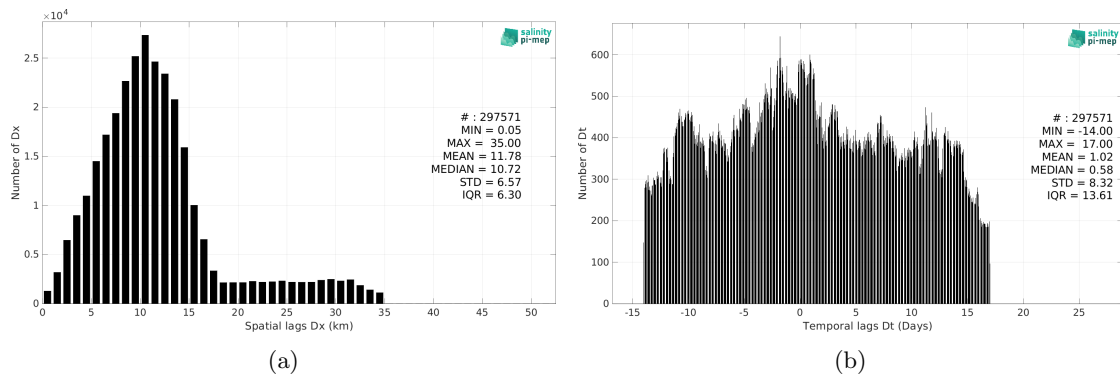 ×10⁴
2.5
2
1.5
1
0.5
0
Number of Dx
salinity
pi-mep
# : 297571
MIN = 0.05
MAX = 35.00
MEAN = 11.78
MEDIAN = 10.72
STD = 6.57
IQR = 6.30
0 5 10 15 20 25 30 35 40 45 50
Spatial lags Dx (km)
(a)
600
500
400
300
200
100
0
Number of Dt
salinity
pi-mep
# : 297571
MIN = -14.00
MAX = 17.00
MEAN = 1.02
MEDIAN = 0.58
STD = 8.32
IQR = 13.61
-15 -10 -5 0 5 10 15 20 25
Temporal lags Dt (Days)
(b)